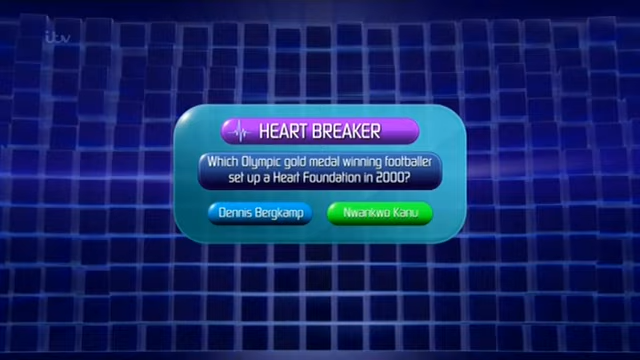 itv
HEART BREAKER
Which Olympic gold medal winning footballer
set up a Heart Foundation in 2000?
Dennis Bergkamp
Nwankwo Kanu